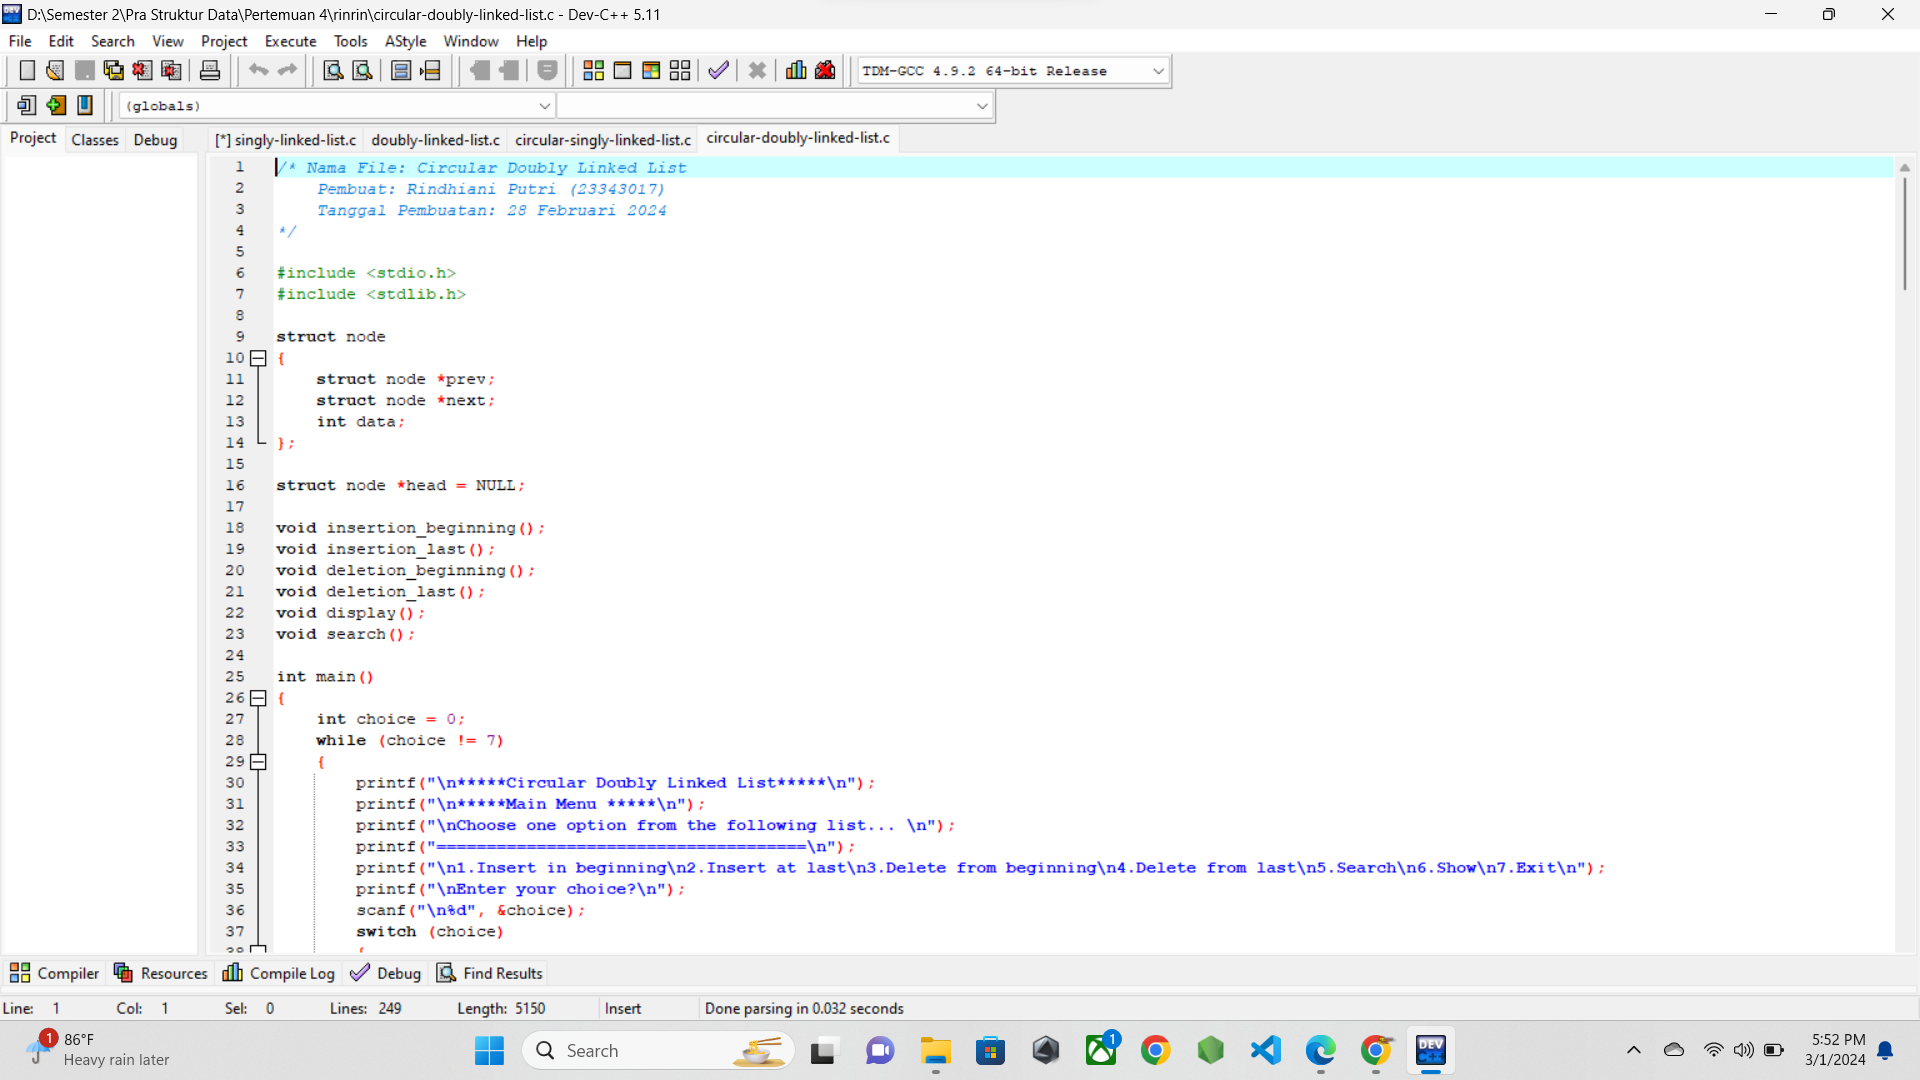 D:\Semester 2\Pra Struktur Data\Pertemuan 4\rinrin\circular-doubly-linked-list.c - Dev-C++ 5.11
File Edit Search View Project Execute Tools AStyle Window Help
TDM-GCC 4.9.2 64-bit Release
(globals)
Project Classes Debug [*] singly-linked-list.c doubly-linked-list.c circular-singly-linked-list.c circular-doubly-linked-list.c
1 /* Nama File: Circular Doubly Linked List
2 Pembuat: Rindhiani Putri (23343017)
3 Tanggal Pembuatan: 28 Februari 2024
4 */
5
6 #include <stdio.h>
7 #include <stdlib.h>
8
9 struct node
10 {
11 struct node *prev;
12 struct node *next;
13 int data;
14 };
15
16 struct node *head = NULL;
17
18 void insertion_beginning();
19 void insertion_last();
20 void deletion_beginning();
21 void deletion_last();
22 void display();
23 void search();
24
25 int main()
26 {
27 int choice = 0;
28 while (choice != 7)
29 {
30 printf("\n*****Circular Doubly Linked List*****\n");
31 printf("\n*****Main Menu *****\n");
32 printf("\nChoose one option from the following list... \n");
33 printf("=====================================\n");
34 printf("\n1.Insert in beginning\n2.Insert at last\n3.Delete from beginning\n4.Delete from last\n5.Search\n6.Show\n7.Exit\n");
35 printf("\nEnter your choice?\n");
36 scanf("\n%d", &choice);
37 switch (choice)
38 {
Compiler Resources Compile Log Debug Find Results
Line: 1 Col: 1 Sel: 0 Lines: 249 Length: 5150 Insert Done parsing in 0.032 seconds
1 86°F
Heavy rain later
Search
1
DEV C++
5:52 PM
3/1/2024